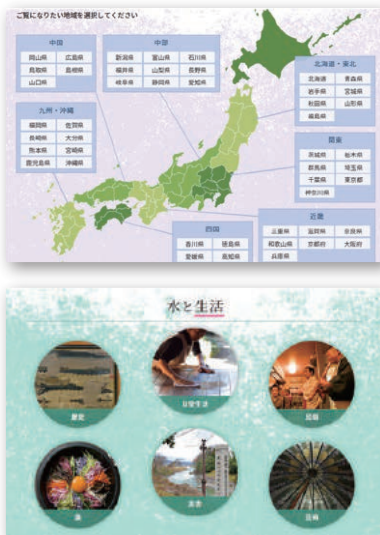 ご覧になりたい地域を選択してください
中国
岡山県 広島県
鳥取県 島根県
山口県
中部
新潟県 富山県 石川県
福井県 山梨県 長野県
岐阜県 静岡県 愛知県
北海道・東北
北海道 青森県
岩手県 宮城県
秋田県 山形県
福島県
九州・沖縄
福岡県 佐賀県
長崎県 大分県
熊本県 宮崎県
鹿児島県 沖縄県
関東
茨城県 栃木県
群馬県 埼玉県
千葉県 東京都
神奈川県
近畿
三重県 滋賀県 奈良県
和歌山県 京都府 大阪府
兵庫県
四国
香川県 徳島県
愛媛県 高知県
水と生活
歴史 日常生活
食 災害 芸術